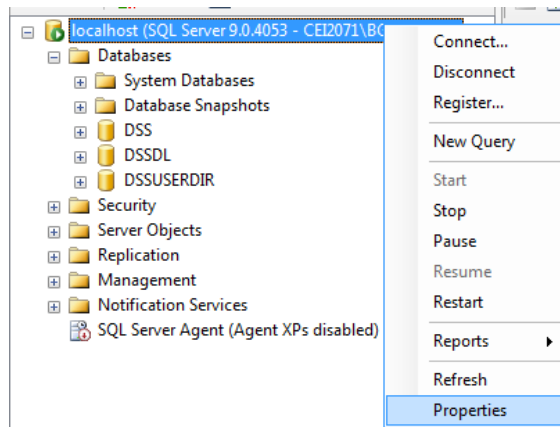 localhost (SQL Server 9.0.4053 - CEI2071\BC
Databases
System Databases
Database Snapshots
DSS
DSSDL
DSSUSERDIR
Security
Server Objects
Replication
Management
Notification Services
SQL Server Agent (Agent XPs disabled)
Connect...
Disconnect
Register...
New Query
Start
Stop
Pause
Resume
Restart
Reports
Refresh
Properties